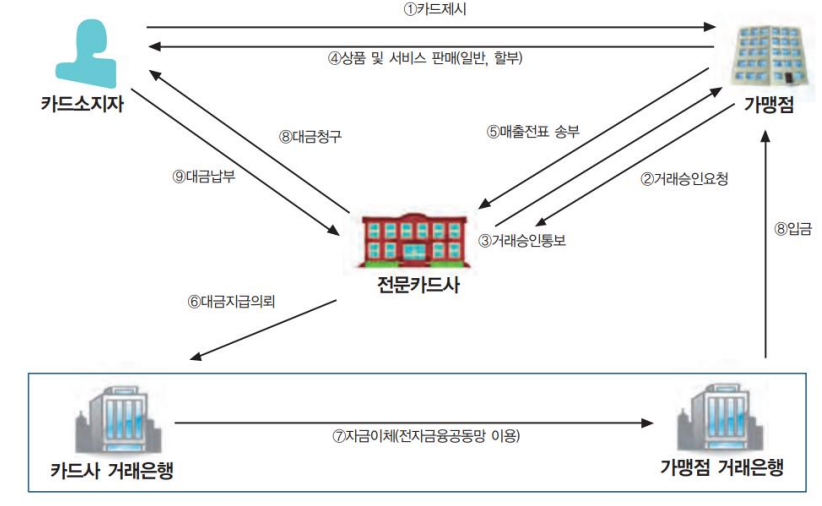 ①카드제시
④상품 및 서비스 판매(일반, 할부)
카드소지자
가맹점
⑧대금청구
⑤매출전표 송부
⑨대금납부
②거래승인요청
③거래승인통보
⑧입금
전문카드사
⑥대금지급의뢰
⑦자금이체(전자금융공동망 이용)
카드사 거래은행
가맹점 거래은행